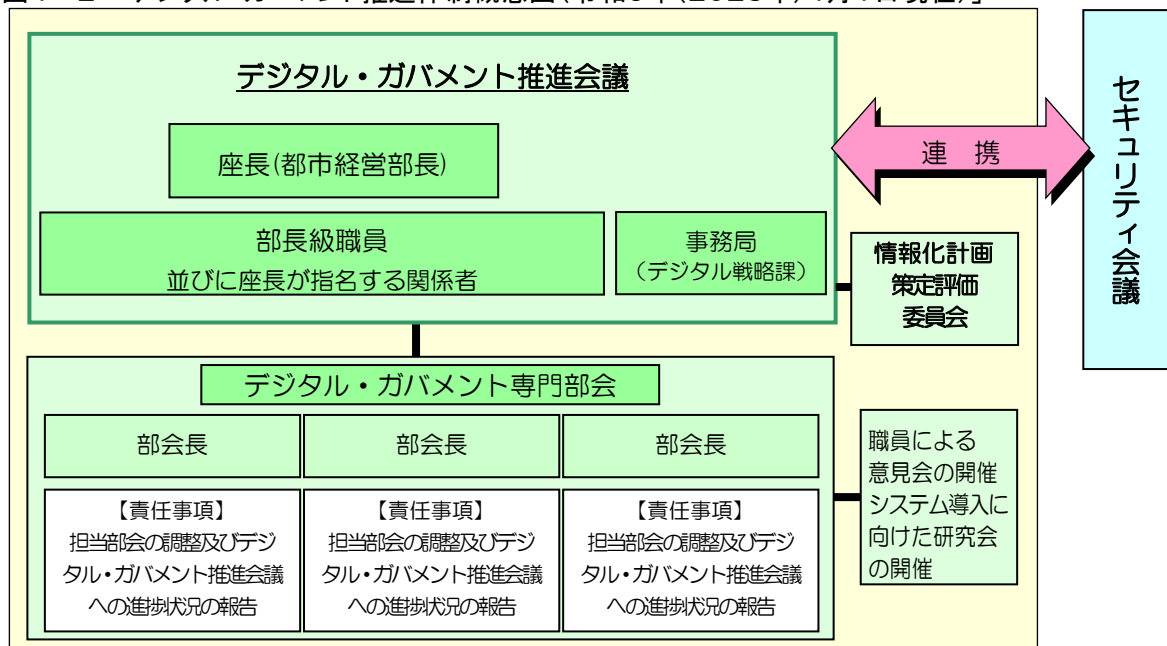 デジタル・ガバメント推進会議
座長(都市経営部長)
部長級職員
並びに座長が指名する関係者
事務局
（デジタル戦略課）
連　携
セキュリティ会議
情報化計画
策定評価
委員会
デジタル・ガバメント専門部会
部会長
部会長
部会長
【責任事項】
担当部会の調整及びデジ
タル・ガバメント推進会議
への進捗状況の報告
【責任事項】
担当部会の調整及びデジ
タル・ガバメント推進会議
への進捗状況の報告
【責任事項】
担当部会の調整及びデジ
タル・ガバメント推進会議
への進捗状況の報告
職員による
意見会の開催
システム導入に
向けた研究会
の開催